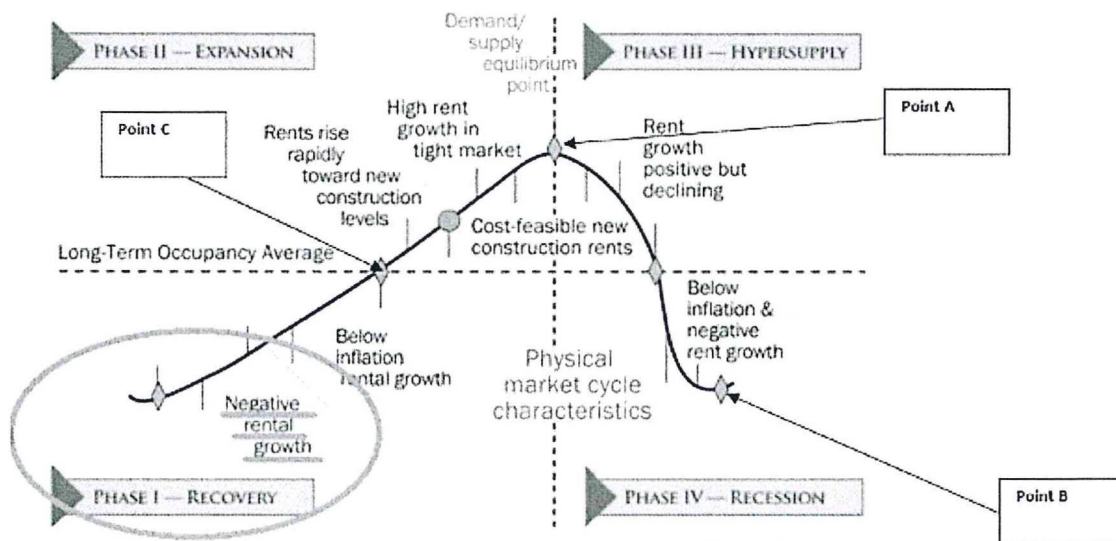 PHASE II — EXPANSION
Demand/
supply
equilibrium
point
PHASE III — HYPERSUPPLY
Point C
Rents rise
rapidly
toward new
construction
levels
High rent
growth in
tight market
Point A
Rent
growth
positive but
declining
Cost-feasible new
construction rents
Long-Term Occupancy Average
Below
inflation
rental growth
Negative
rental
growth
Physical
market cycle
characteristics
Below
inflation &
negative
rent growth
PHASE I — RECOVERY
PHASE IV — RECESSION
Point B